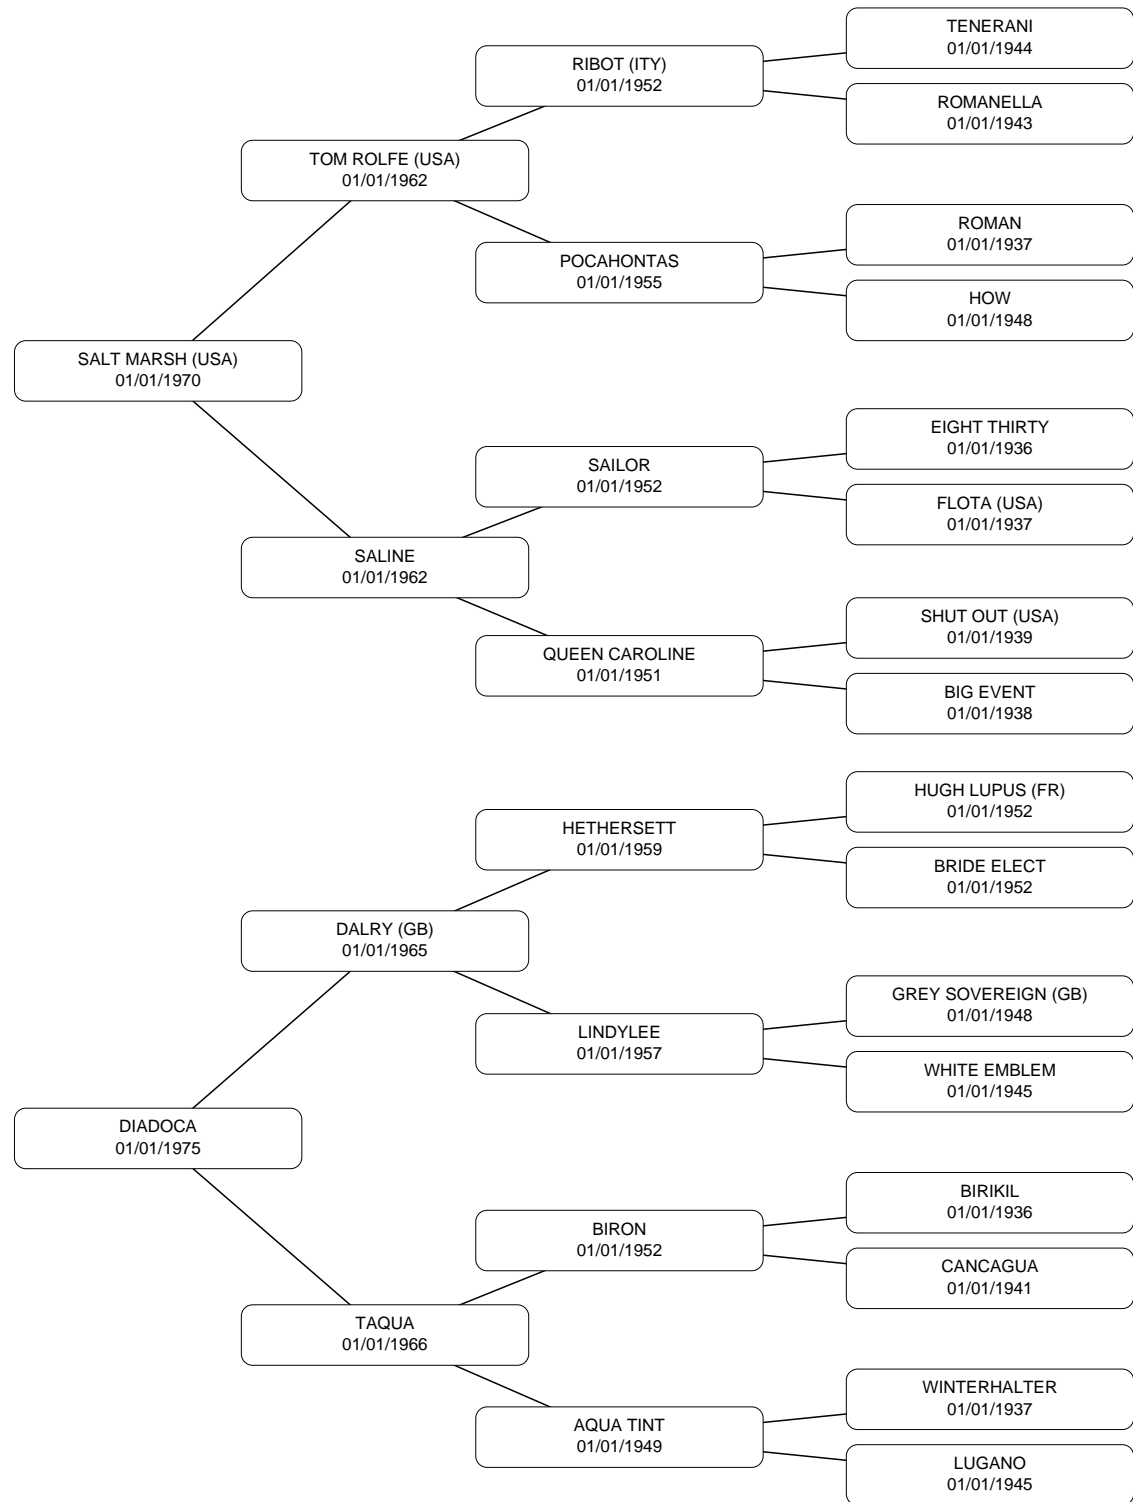 TENERANI
01/01/1944
RIBOT (ITY)
01/01/1952
ROMANELLA
01/01/1943
TOM ROLFE (USA)
01/01/1962
ROMAN
01/01/1937
POCAHONTAS
01/01/1955
HOW
01/01/1948
SALT MARSH (USA)
01/01/1970
EIGHT THIRTY
01/01/1936
SAILOR
01/01/1952
FLOTA (USA)
01/01/1937
SALINE
01/01/1962
SHUT OUT (USA)
01/01/1939
QUEEN CAROLINE
01/01/1951
BIG EVENT
01/01/1938
HUGH LUPUS (FR)
01/01/1952
HETHERSETT
01/01/1959
BRIDE ELECT
01/01/1952
DALRY (GB)
01/01/1965
GREY SOVEREIGN (GB)
01/01/1948
LINDYLEE
01/01/1957
WHITE EMBLEM
01/01/1945
DIADOCA
01/01/1975
BIRIKIL
01/01/1936
BIRON
01/01/1952
CANCAGUA
01/01/1941
TAQUA
01/01/1966
WINTERHALTER
01/01/1937
AQUA TINT
01/01/1949
LUGANO
01/01/1945